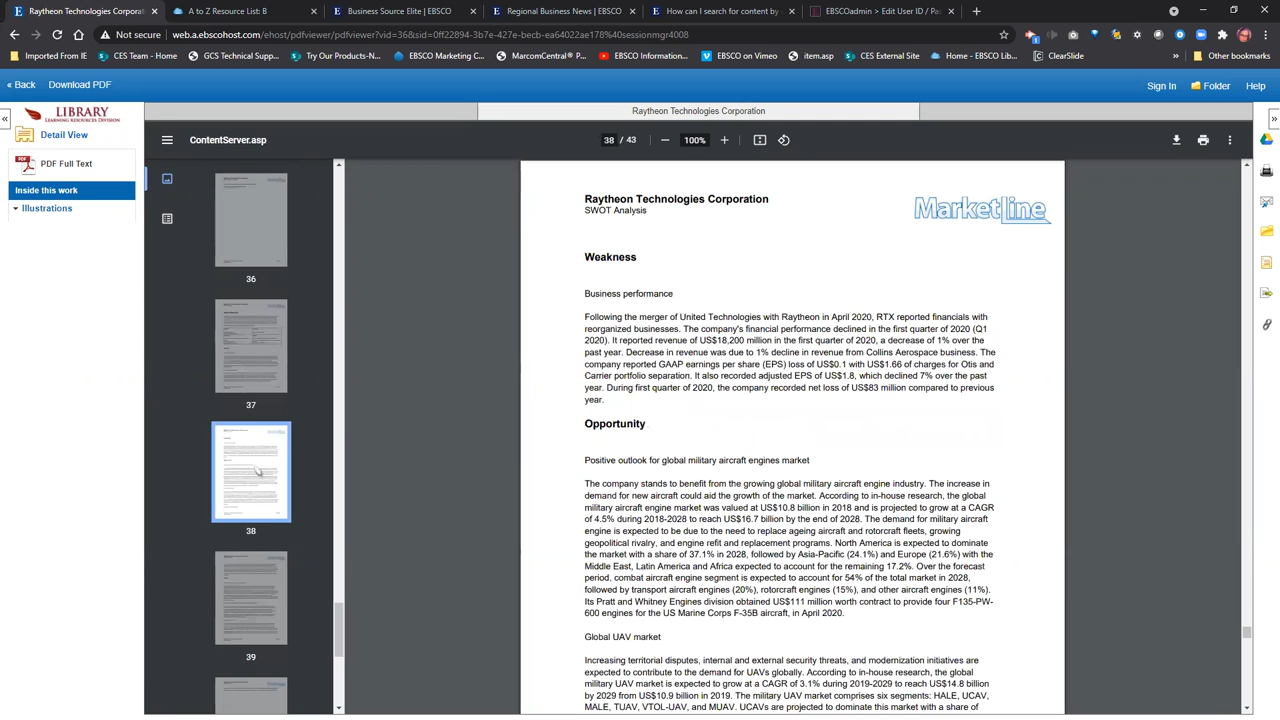 Raytheon Technologies Corporat
A to Z Resource List: B
Business Source Elite | EBSCO
Regional Business News | EBSCO
How can I search for content by
EBSCOadmin > Edit User ID / Pas
Not secure | web.a.ebscohost.com/ehost/pdfviewer/pdfviewer?vid=36&sid=0ff22894-3b7e-427e-becb-ea64022ae178%40sessionmgr4008
Imported From IE
CES Team - Home
GCS Technical Supp...
Try Our Products-N...
EBSCO Marketing...
MarcomCentral® P...
EBSCO Information...
EBSCO on Vimeo
item.asp
CES External Site
Home - EBSCO Lib...
ClearSlide
»
Other bookmarks
« Back
Download PDF
Sign In
Folder
Help
LIBRARY
LEARNING RESOURCES DIVISION
Raytheon Technologies Corporation
Detail View
PDF Full Text
Inside this work
Illustrations
ContentServer.asp
38 / 43
100%
36
37
38
39
Raytheon Technologies Corporation
SWOT Analysis
MarketLine
Weakness
Business performance
Following the merger of United Technologies with Raytheon in April 2020, RTX reported financials with
reorganized businesses. The company's financial performance declined in the first quarter of 2020 (Q1
2020). It reported revenue of US$18,200 million in the first quarter of 2020, a decrease of 1% over the
past year. Decrease in revenue was due to 1% decline in revenue from Collins Aerospace business. The
company reported GAAP earnings per share (EPS) loss of US$0.1 with US$1.66 of charges for Otis and
Carrier portfolio separation. It also recorded adjusted EPS of US$1.8, which declined 7% over the past
year. During first quarter of 2020, the company recorded net loss of US$83 million compared to previous
year.
Opportunity
Positive outlook for global military aircraft engines market
The company stands to benefit from the growing global military aircraft engine industry. The increase in
demand for new aircraft could aid the growth of the market. According to in-house research, the global
military aircraft engine market was valued at US$10.8 billion in 2018 and is projected to grow at a CAGR
of 4.5% during 2018-2028 to reach US$16.7 billion by the end of 2028. The demand for military aircraft
engine is expected to be due to the need to replace ageing aircraft and rotorcraft fleets, growing
geopolitical rivalry, and engine refit and replacement programs. North America is expected to dominate
the market with a share of 37.1% in 2028, followed by Asia-Pacific (24.1%) and Europe (21.6%) with the
Middle East, Latin America and Africa expected to account for the remaining 17.2%. Over the forecast
period, combat aircraft engine segment is expected to account for 54% of the total market in 2028,
followed by transport aircraft engines (20%), rotorcraft engines (15%), and other aircraft engines (11%).
Its Pratt and Whitney Engines division obtained US$111 million worth contract to provide four F135-PW-
600 engines for the US Marine Corps F-35B aircraft, in April 2020.
Global UAV market
Increasing territorial disputes, internal and external security threats, and modernization initiatives are
expected to contribute to the demand for UAVs globally. According to in-house research, the global
military UAV market is expected to grow at a CAGR of 3.1% during 2019-2029 to reach US$14.8 billion
by 2029 from US$10.9 billion in 2019. The military UAV market comprises six segments: HALE, UCAV,
MALE, TUAV, VTOL-UAV, and MUAV. UCAVs are projected to dominate this market with a share of